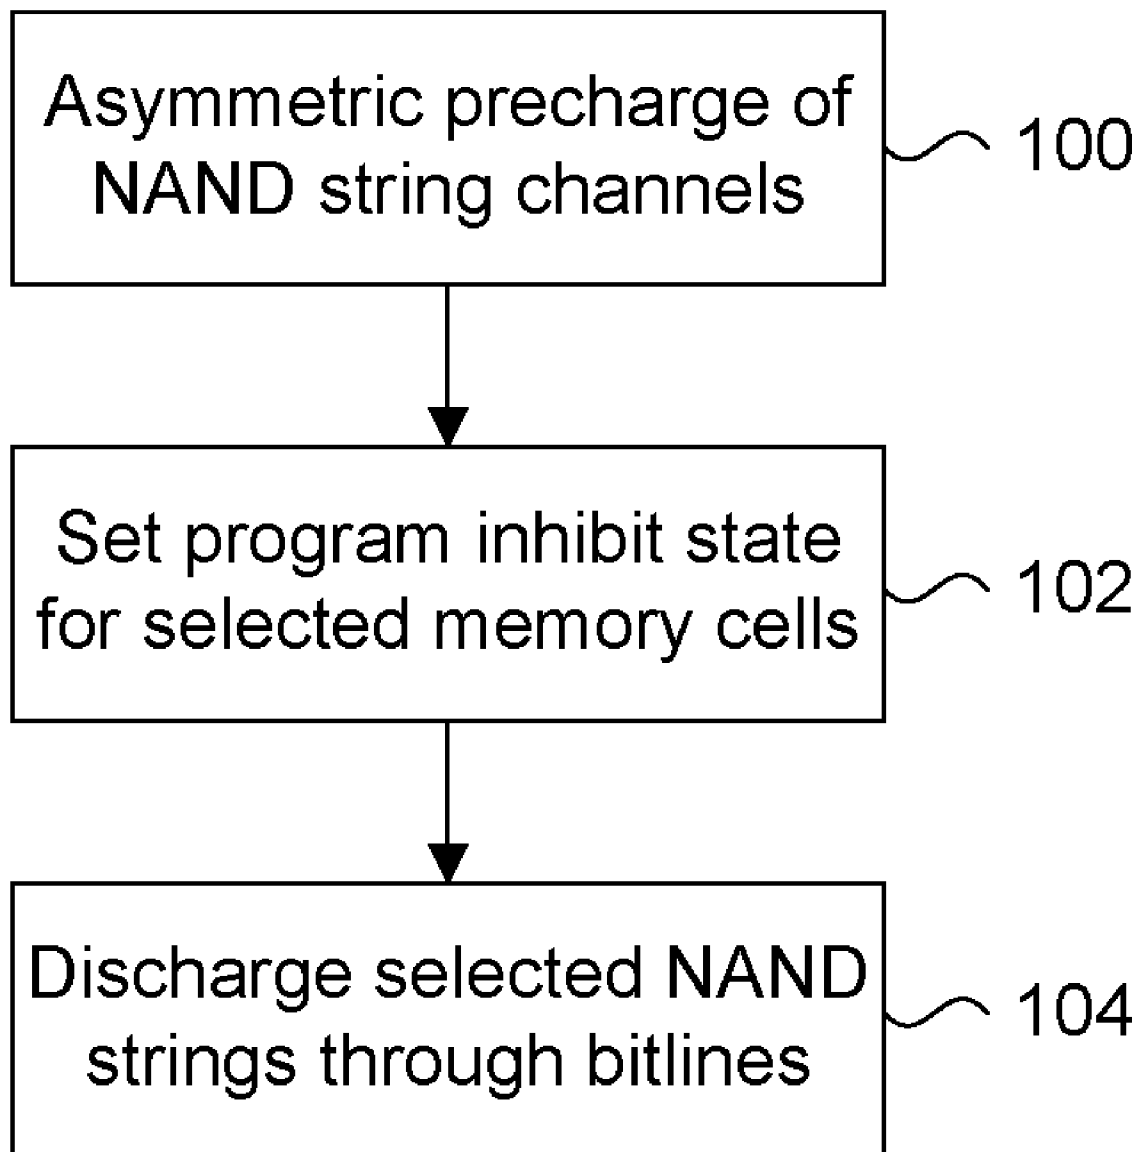 Asymmetric precharge of
NAND string channels
100
Set program inhibit state
for selected memory cells
102
Discharge selected NAND
strings through bitlines
104